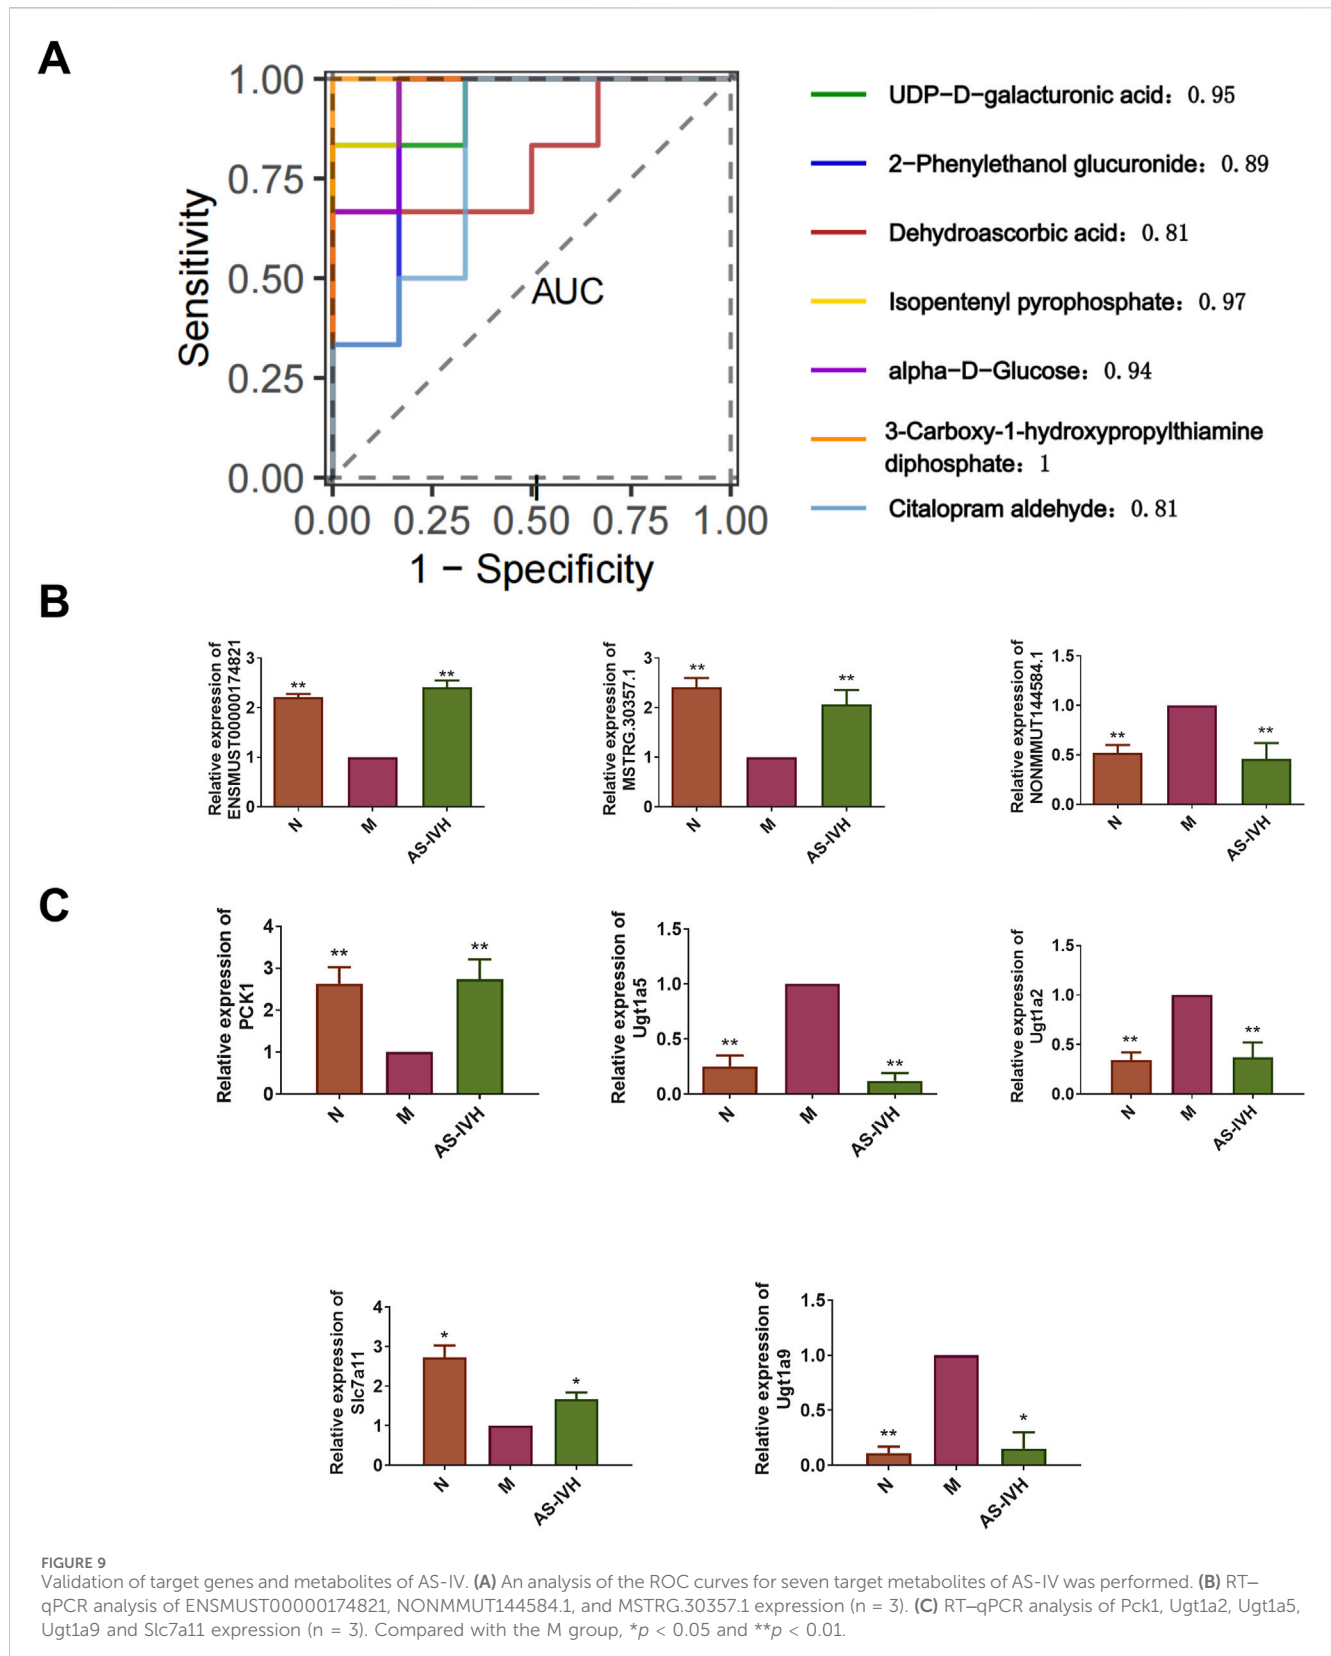 A
Sensitivity
1.00
0.75
0.50
0.25
0.00
AUC
0.00 0.25 0.50 0.75 1.00
1 − Specificity
UDP−D−galacturonic acid: 0.95
2−Phenylethanol glucuronide: 0.89
Dehydroascorbic acid: 0.81
Isopentenyl pyrophosphate: 0.97
alpha−D−Glucose: 0.94
3-Carboxy-1-hydroxypropylthiamine
diphosphate: 1
Citalopram aldehyde: 0.81
B
Relative expression of
ENSMUST00000174821
3
2
1
0
**
**
N
M
AS-IVH
Relative expression of
MSTRG.30357.1
3
2
1
0
**
**
N
M
AS-IVH
Relative expression of
NONMMUT144584.1
1.5
1.0
0.5
0.0
**
**
N
M
AS-IVH
C
Relative expression of
PCK1
4
3
2
1
0
**
**
N
M
AS-IVH
Relative expression of
Ugt1a5
1.5
1.0
0.5
0.0
**
**
N
M
AS-IVH
Relative expression of
Ugt1a2
1.5
1.0
0.5
0.0
**
**
N
M
AS-IVH
Relative expression of
Slc7a11
4
3
2
1
0
*
*
N
M
AS-IVH
Relative expression of
Ugt1a9
1.5
1.0
0.5
0.0
**
*
N
M
AS-IVH
FIGURE 9
Validation of target genes and metabolites of AS-IV. (A) An analysis of the ROC curves for seven target metabolites of AS-IV was performed. (B) RT–
qPCR analysis of ENSMUST00000174821, NONMMUT144584.1, and MSTRG.30357.1 expression (n = 3). (C) RT–qPCR analysis of Pck1, Ugt1a2, Ugt1a5,
Ugt1a9 and Slc7a11 expression (n = 3). Compared with the M group, *p < 0.05 and **p < 0.01.